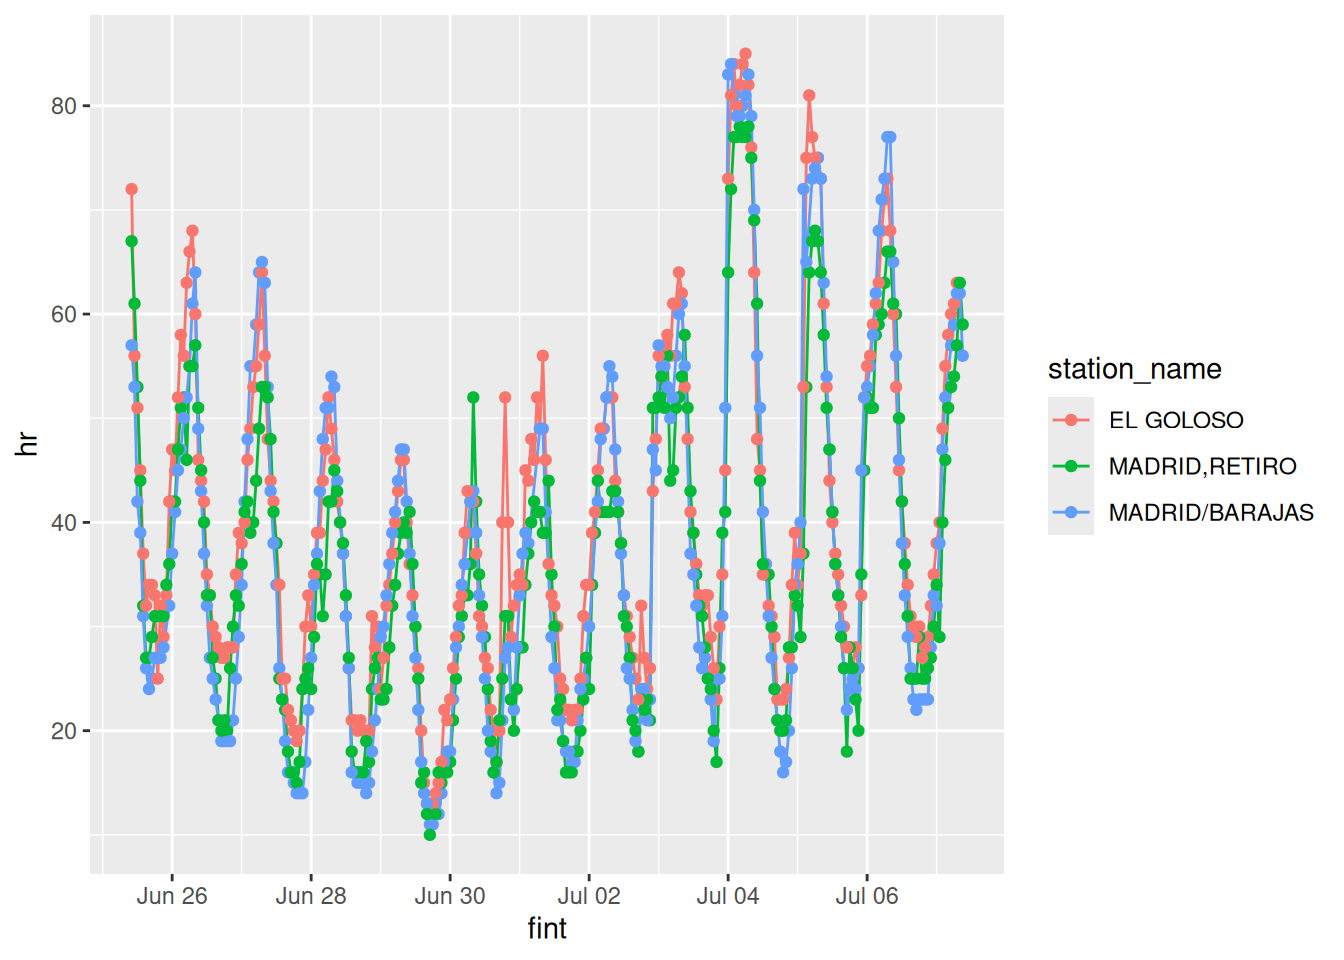 80
60
40
20
hr
Jun 26
Jun 28
Jun 30
Jul 02
Jul 04
Jul 06
fint
station_name
EL GOLOSO
MADRID,RETIRO
MADRID/BARAJAS